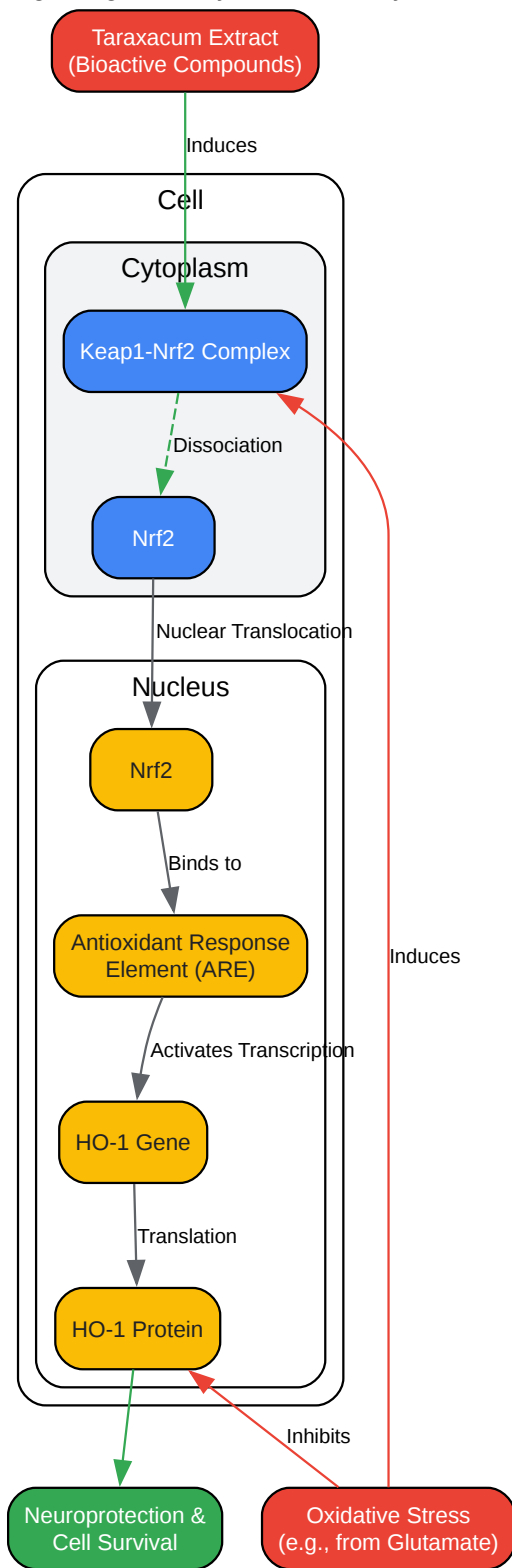 Taraxacum Extract
(Bioactive Compounds)
Induces
Cell
Cytoplasm
Keap1-Nrf2 Complex
Dissociation
Nrf2
Nuclear Translocation
Nucleus
Nrf2
Binds to
Antioxidant Response
Element (ARE)
Induces
Activates Transcription
HO-1 Gene
Translation
HO-1 Protein
Inhibits
Neuroprotection &
Cell Survival
Oxidative Stress
(e.g., from Glutamate)